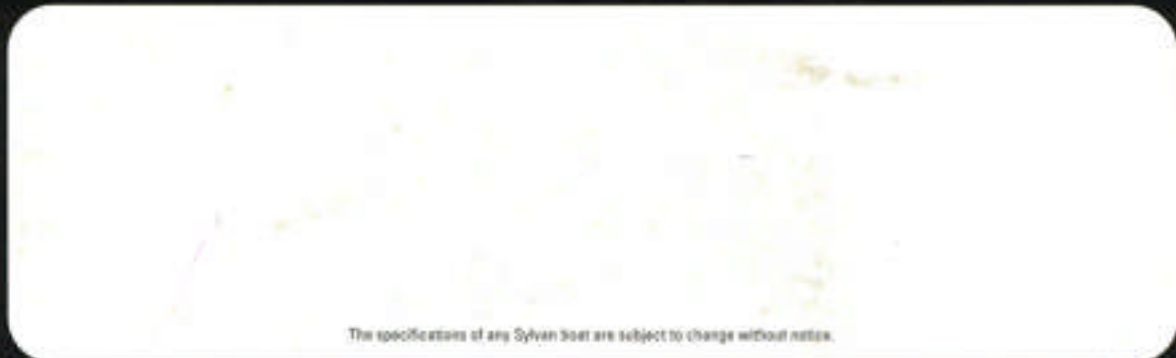 The specifications of any Sylvan boat are subject to change without notice.